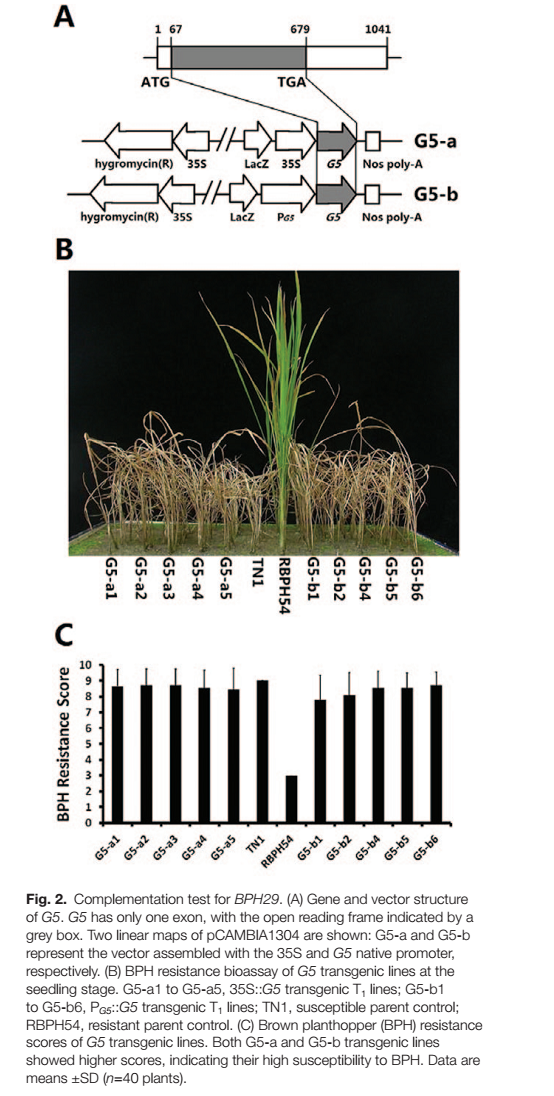 A
1 67 679 1041
ATG TGA
G5-a
hygromycin(R) 35S LacZ 35S G5 Nos poly-A
G5-b
hygromycin(R) 35S LacZ PG5 G5 Nos poly-A
B
G5-a1 G5-a2 G5-a3 G5-a4 G5-a5 TN1 RBPH54 G5-b1 G5-b2 G5-b4 G5-b5 G5-b6
C
BPH Resistance Score
10
9
8
7
6
5
4
3
2
1
0
G5-a1 G5-a2 G5-a3 G5-a4 G5-a5 TN1 RBPH54 G5-b1 G5-b2 G5-b4 G5-b5 G5-b6
Fig. 2. Complementation test for BPH29. (A) Gene and vector structure
of G5. G5 has only one exon, with the open reading frame indicated by a
grey box. Two linear maps of pCAMBIA1304 are shown: G5-a and G5-b
represent the vector assembled with the 35S and G5 native promoter,
respectively. (B) BPH resistance bioassay of G5 transgenic lines at the
seedling stage. G5-a1 to G5-a5, 35S::G5 transgenic T1 lines; G5-b1
to G5-b6, PG5::G5 transgenic T1 lines; TN1, susceptible parent control;
RBPH54, resistant parent control. (C) Brown planthopper (BPH) resistance
scores of G5 transgenic lines. Both G5-a and G5-b transgenic lines
showed higher scores, indicating their high susceptibility to BPH. Data are
means ±SD (n=40 plants).